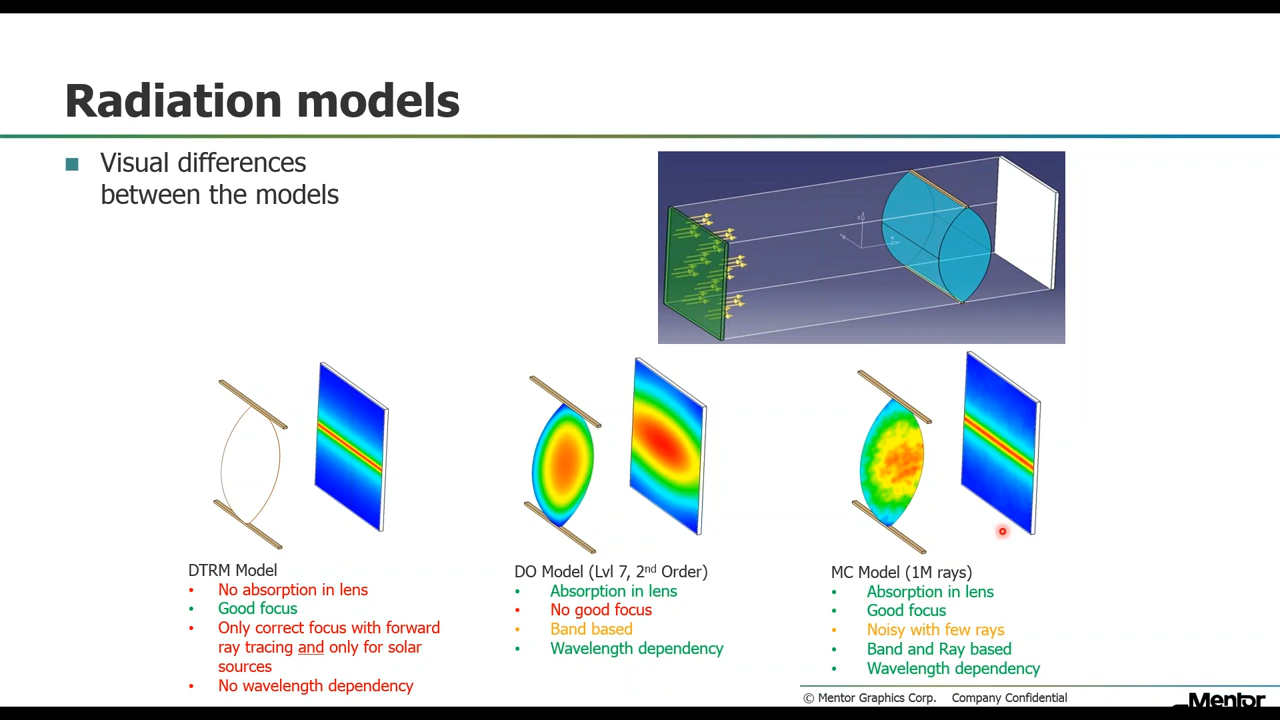 Radiation models
Visual differences
between the models
DTRM Model
No absorption in lens
Good focus
Only correct focus with forward
ray tracing and only for solar
sources
No wavelength dependency
DO Model (Lvl 7, 2nd Order)
Absorption in lens
No good focus
Band based
Wavelength dependency
MC Model (1M rays)
Absorption in lens
Good focus
Noisy with few rays
Band and Ray based
Wavelength dependency
© Mentor Graphics Corp. Company Confidential
Mentor